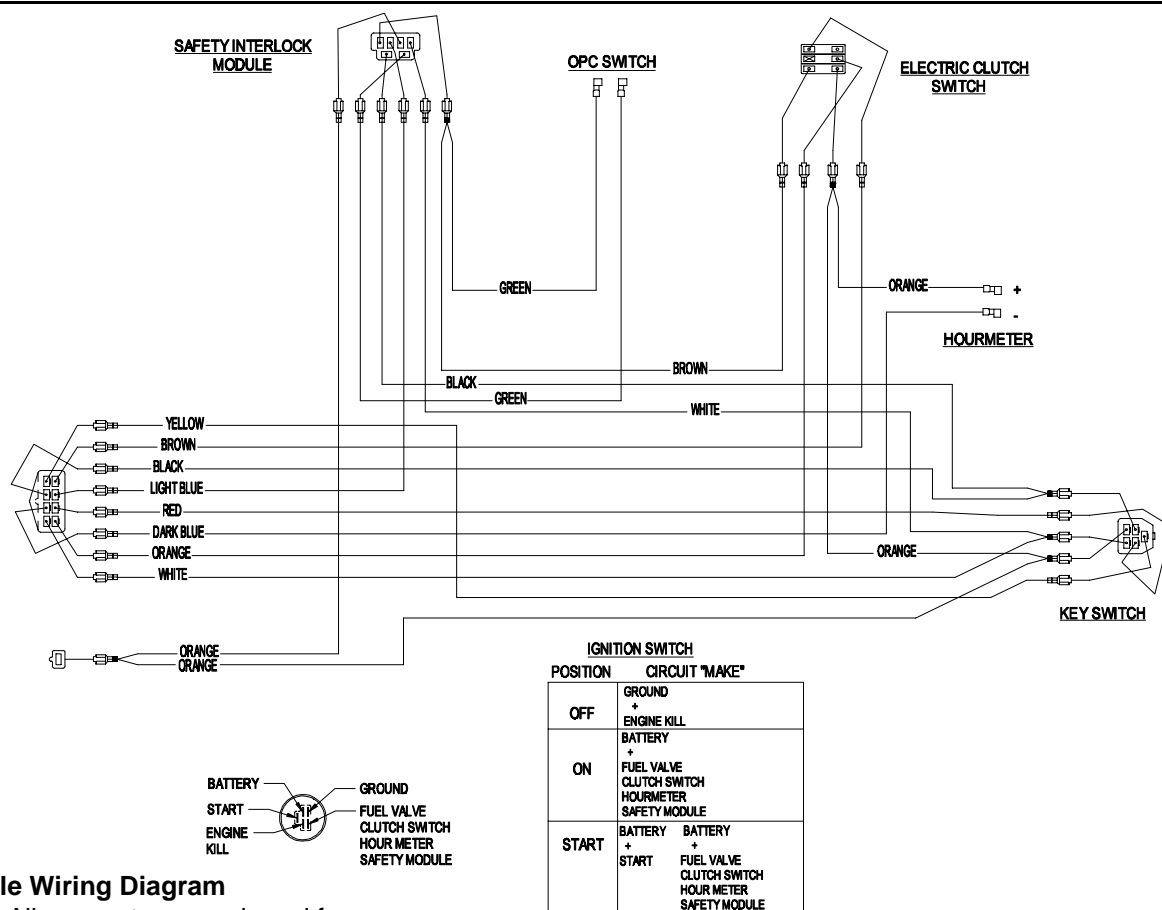 SAFETY INTERLOCK
MODULE
OPC SWITCH
ELECTRIC CLUTCH
SWITCH
GREEN
ORANGE
+
-
HOURMETER
BROWN
BLACK
GREEN
WHITE
YELLOW
BROWN
BLACK
LIGHT BLUE
RED
DARK BLUE
ORANGE
WHITE
ORANGE
KEY SWITCH
ORANGE
ORANGE
IGNITION SWITCH
POSITION CIRCUIT "MAKE"
OFF
GROUND
+
ENGINE KILL
ON
BATTERY
+
FUEL VALVE
CLUTCH SWITCH
HOURMETER
SAFETY MODULE
START
BATTERY BATTERY
+ +
START FUEL VALVE
CLUTCH SWITCH
HOUR METER
SAFETY MODULE
BATTERY
START
ENGINE
KILL
GROUND
FUEL VALVE
CLUTCH SWITCH
HOUR METER
SAFETY MODULE
le Wiring Diagram